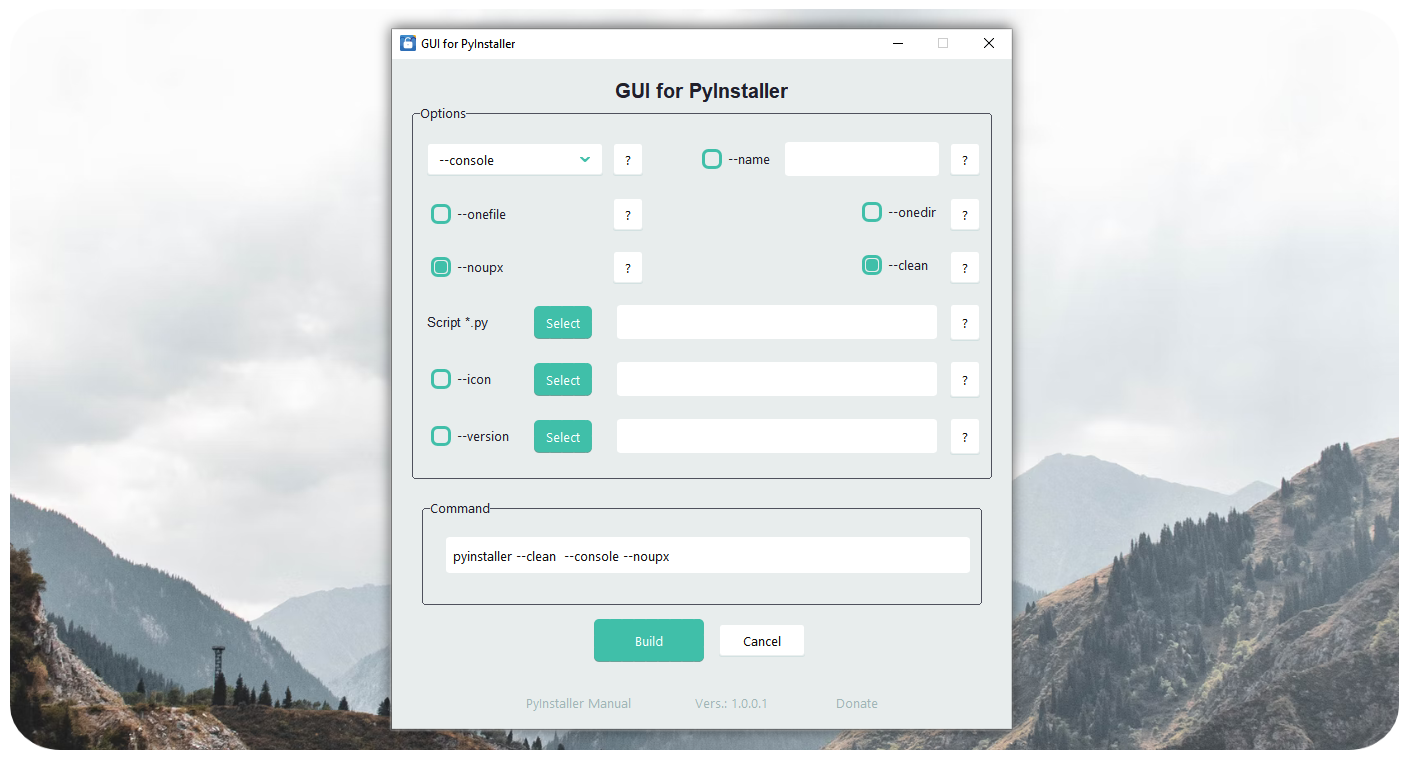 GUI for PyInstaller
GUI for PyInstaller
Options
--console ? --name ?
--onefile ? --onedir ?
--noupx ? --clean ?
Script *.py Select ?
--icon Select ?
--version Select ?
Command
pyinstaller --clean  --console --noupx
Build Cancel
PyInstaller Manual Vers.: 1.0.0.1 Donate